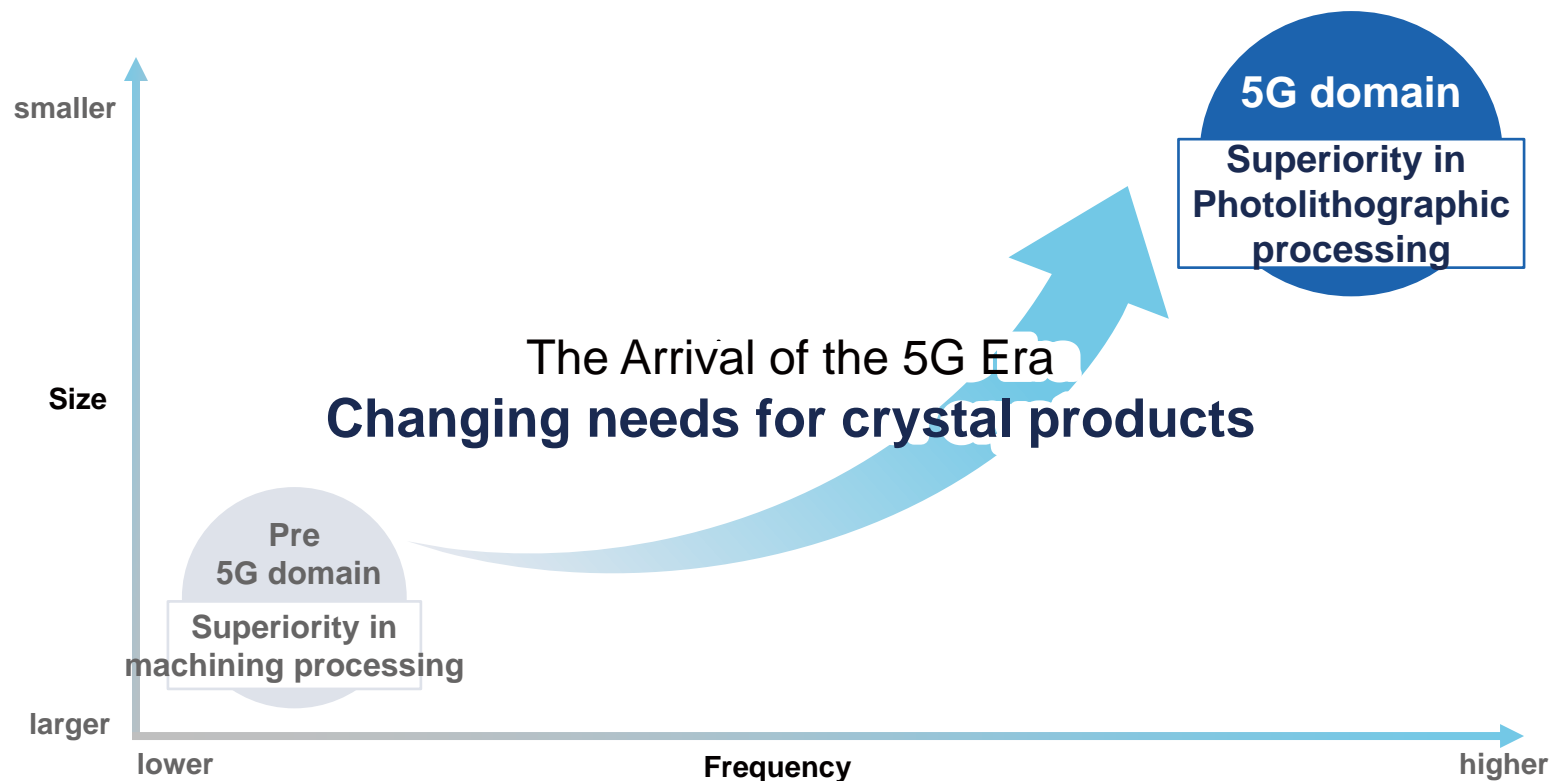 smaller
5G domain
Superiority in
Photolithographic
processing
The Arrival of the 5G Era
Size
Changing needs for crystal products
Pre
5G domain
Superiority in
machining processing
larger
lower
Frequency
higher